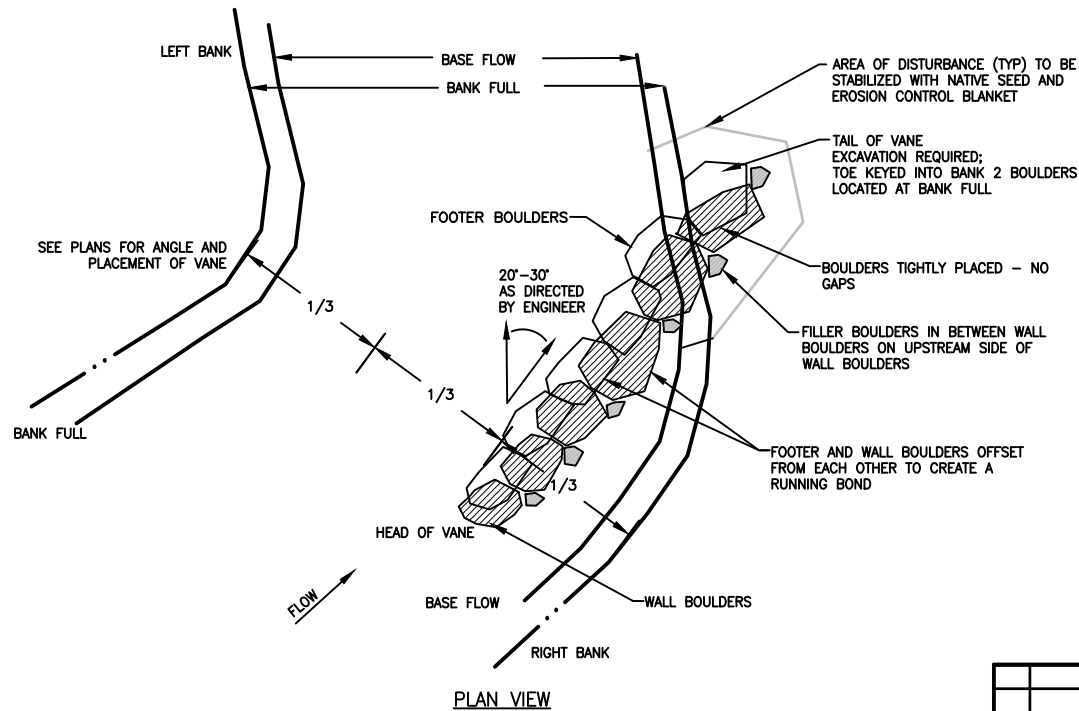 LEFT BANK
BASE FLOW
BANK FULL
AREA OF DISTURBANCE (TYP) TO BE
STABILIZED WITH NATIVE SEED AND
EROSION CONTROL BLANKET
TAIL OF VANE
EXCAVATION REQUIRED;
TOE KEYED INTO BANK 2 BOULDERS
LOCATED AT BANK FULL
FOOTER BOULDERS
SEE PLANS FOR ANGLE AND
PLACEMENT OF VANE
20°-30°
AS DIRECTED
BY ENGINEER
BOULDERS TIGHTLY PLACED – NO
GAPS
1/3
FILLER BOULDERS IN BETWEEN WALL
BOULDERS ON UPSTREAM SIDE OF
WALL BOULDERS
1/3
BANK FULL
FOOTER AND WALL BOULDERS OFFSET
FROM EACH OTHER TO CREATE A
RUNNING BOND
1/3
HEAD OF VANE
FLOW
BASE FLOW
WALL BOULDERS
RIGHT BANK
PLAN VIEW